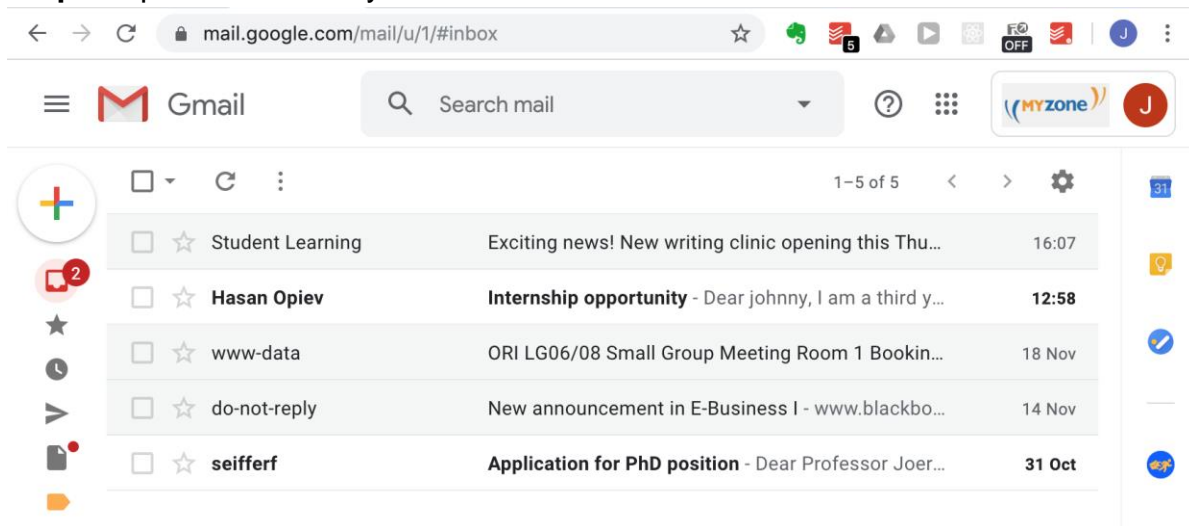 mail.google.com/mail/u/1/#inbox 5 OFF J
Gmail Search mail MYZONE J
1–5 of 5 31
Student Learning Exciting news! New writing clinic opening this Thu... 16:07
2
Hasan Opiev Internship opportunity - Dear johnny, I am a third y... 12:58
www-data ORI LG06/08 Small Group Meeting Room 1 Bookin... 18 Nov
do-not-reply New announcement in E-Business I - www.blackbo... 14 Nov
seifferf Application for PhD position - Dear Professor Joer... 31 Oct